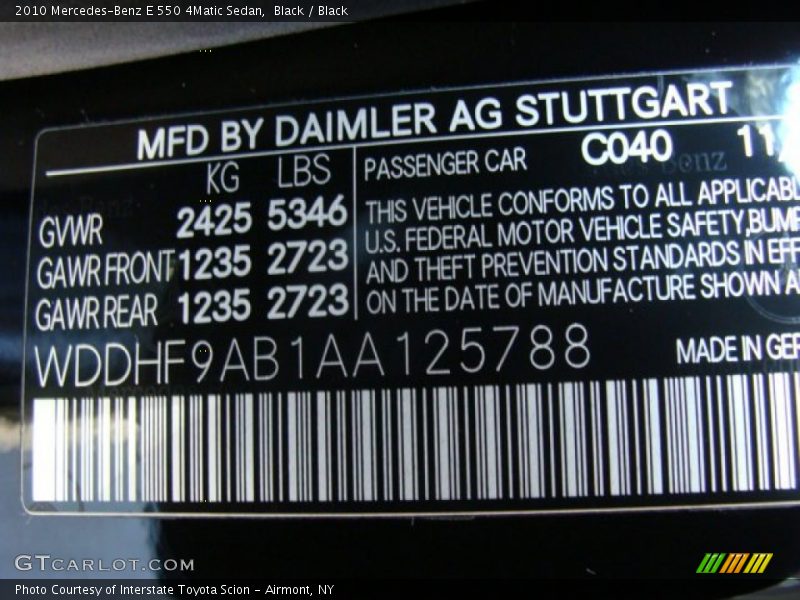 2010 Mercedes-Benz E 550 4Matic Sedan, Black / Black
MFD BY DAIMLER AG STUTTGART
KG LBS
GVWR 2425 5346
GAWR FRONT 1235 2723
GAWR REAR 1235 2723
PASSENGER CAR C040 11
THIS VEHICLE CONFORMS TO ALL APPLICABL
U.S. FEDERAL MOTOR VEHICLE SAFETY,BUMP
AND THEFT PREVENTION STANDARDS IN EFF
ON THE DATE OF MANUFACTURE SHOWN A
WDDHF9AB1AA125788
MADE IN GER
GTCARLOT.COM
Photo Courtesy of Interstate Toyota Scion - Airmont, NY